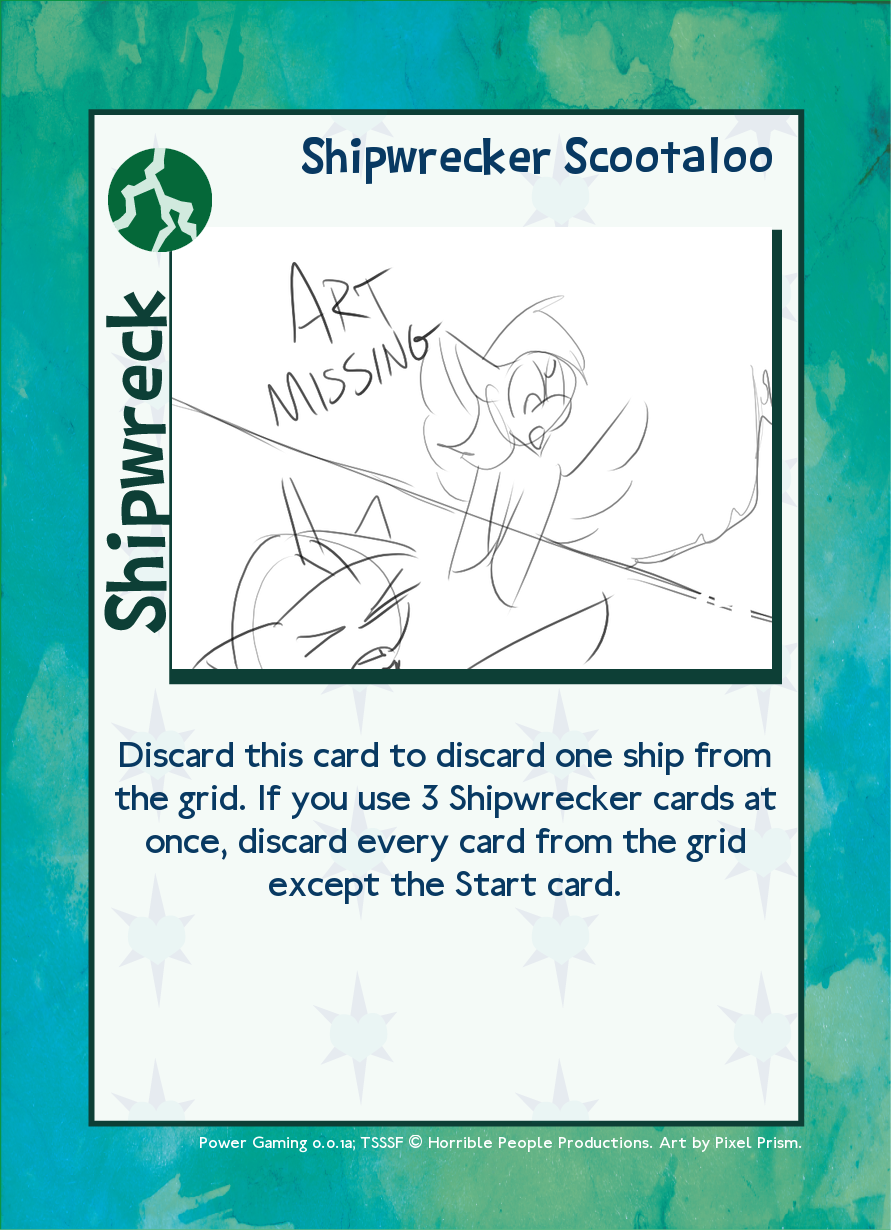 Shipwrecker Scootaloo
Shipwreck
ART
MISSING
Discard this card to discard one ship from
the grid. If you use 3 Shipwrecker cards at
once, discard every card from the grid
except the Start card.
Power Gaming 0.0.1a; TSSSF © Horrible People Productions. Art by Pixel Prism.